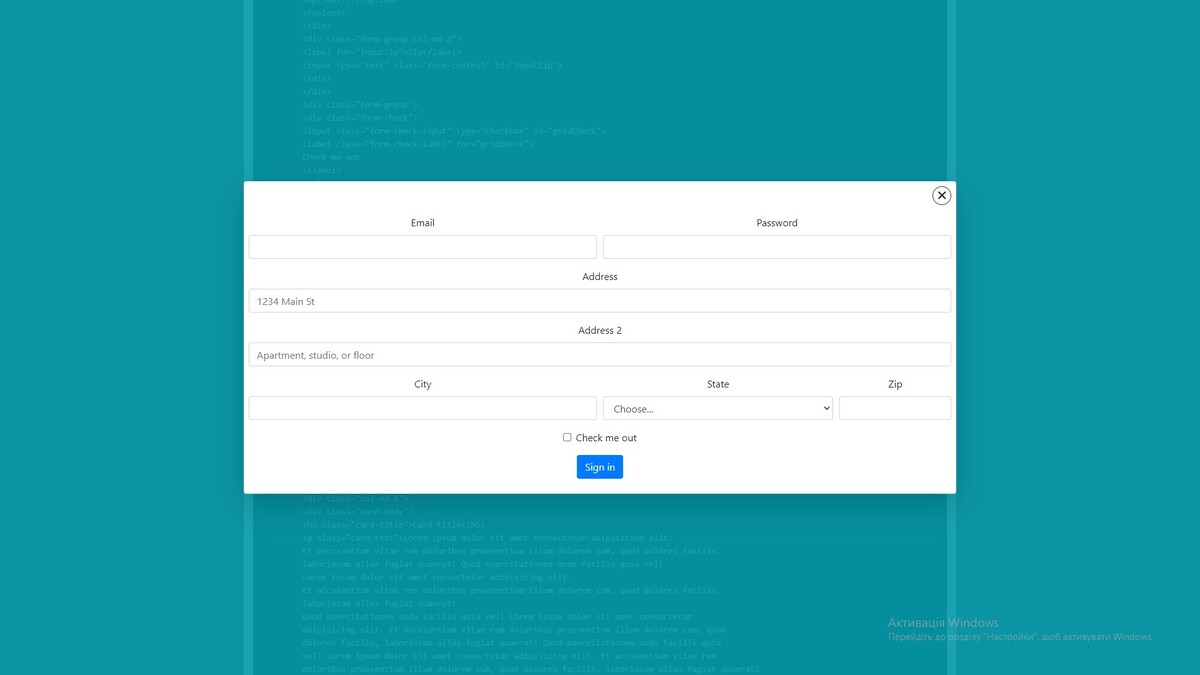 </select>
</div>
<div class="form-group col-md-2">
<label for="inputZip">Zip</label>
<input type="text" class="form-control" id="inputZip">
</div>
</div>
<div class="form-group">
<div class="form-check">
<input class="form-check-input" type="checkbox" id="gridCheck">
<label class="form-check-label" for="gridCheck">
Check me out
</label>
Email Password
Address
1234 Main St
Address 2
Apartment, studio, or floor
City State Zip
Choose...
Check me out
Sign in
<div class="card-body">
<h5 class="card-title">Card title</h5>
<p class="card-text">Lorem ipsum dolor sit amet consectetur adipisicing elit.
Et accusantium vitae rem doloribus praesentium illum dolorem cum, quod dolores facilis,
laboriosam alias fugiat quaerat! Quod exercitationem unde facilis quia vel!
Lorem ipsum dolor sit amet consectetur adipisicing elit.
Et accusantium vitae rem doloribus praesentium illum dolorem cum, quod dolores facilis,
laboriosam alias fugiat quaerat!
Quod exercitationem unde facilis quia vel! Lorem ipsum dolor sit amet consectetur
adipisicing elit. Et accusantium vitae rem doloribus praesentium illum dolorem cum, quod
dolores facilis, laboriosam alias fugiat quaerat! Quod exercitationem unde facilis quia
vel! Lorem ipsum dolor sit amet consectetur adipisicing elit. Et accusantium vitae rem
doloribus praesentium illum dolorem cum, quod dolores facilis, laboriosam alias fugiat quaerat!
Активація Windows
Перейдіть до розділу "Настройки", щоб активувати Windows.